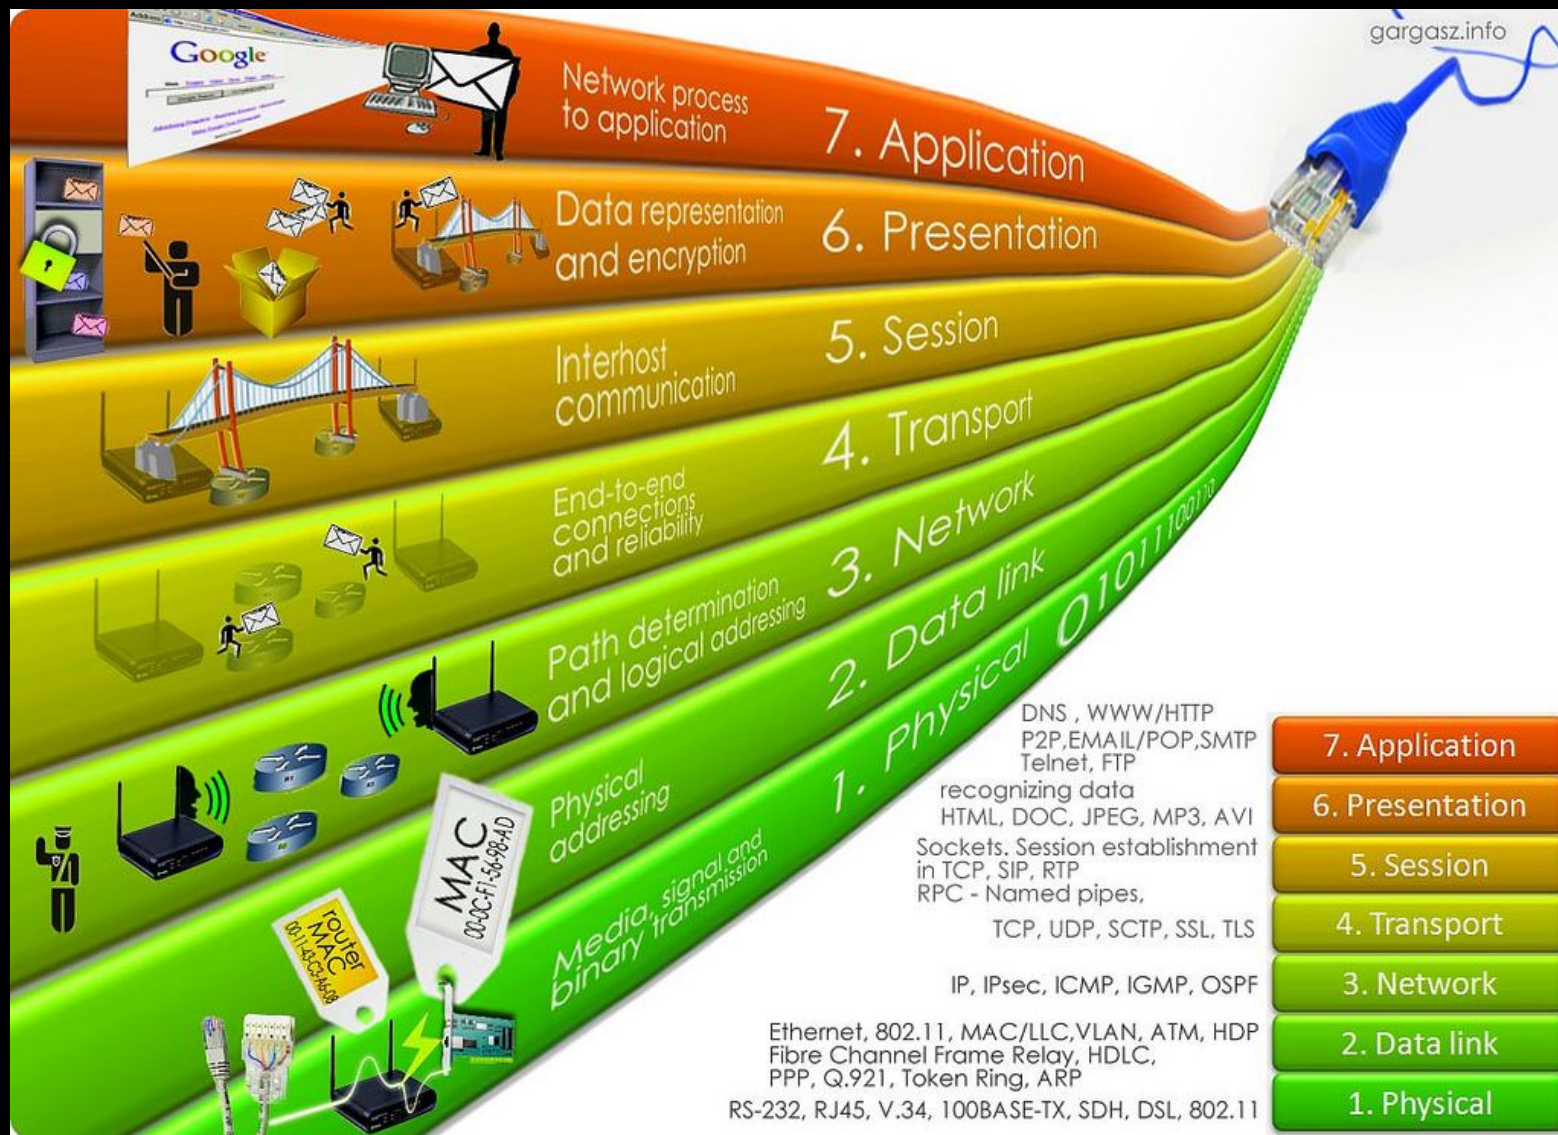 gargasz.info
Address
Google
Network process
to application
7. Application
Data representation
and encryption
6. Presentation
Interhost
communication
5. Session
End-to-end
connections
and reliability
4. Transport
Path determination
and logical addressing
3. Network
Physical
addressing
2. Data link
Media, signal and
binary transmission
1. Physical
010111100110
MAC
00-0C-F1-56-98-AD
router
MAC
00-11-43-C3-A6-08
DNS , WWW/HTTP
P2P,EMAIL/POP,SMTP
Telnet, FTP
7. Application
recognizing data
HTML, DOC, JPEG, MP3, AVI
6. Presentation
Sockets. Session establishment
in TCP, SIP, RTP
RPC - Named pipes,
5. Session
TCP, UDP, SCTP, SSL, TLS
4. Transport
IP, IPsec, ICMP, IGMP, OSPF
3. Network
Ethernet, 802.11, MAC/LLC,VLAN, ATM, HDP
Fibre Channel Frame Relay, HDLC,
PPP, Q.921, Token Ring, ARP
2. Data link
RS-232, RJ45, V.34, 100BASE-TX, SDH, DSL, 802.11
1. Physical